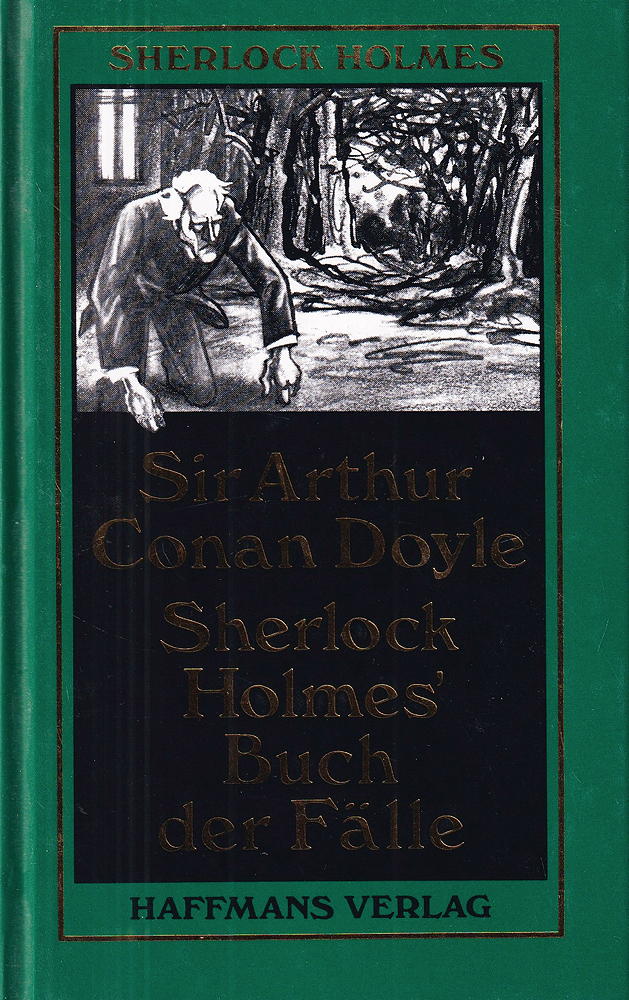 SHERLOCK HOLMES
Sir Arthur
Conan Doyle
Sherlock
Holmes'
Buch
der Fälle
HAFFMANS VERLAG